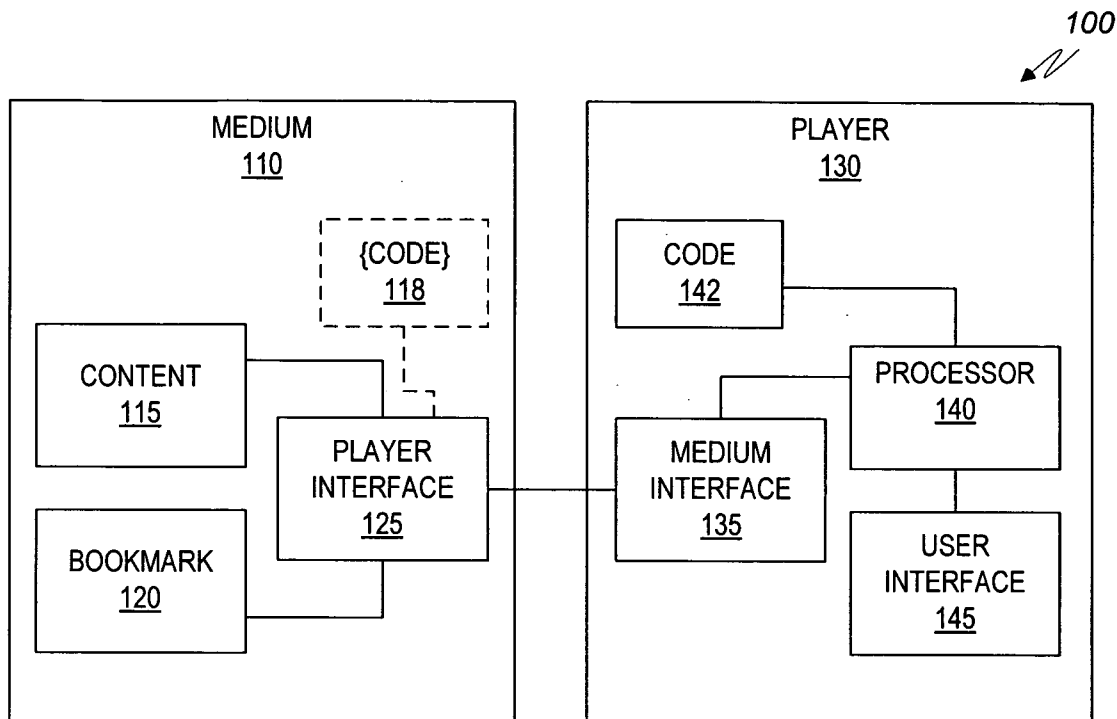 100
MEDIUM
110
{CODE}
118
CONTENT
115
PLAYER
INTERFACE
125
BOOKMARK
120
PLAYER
130
CODE
142
PROCESSOR
140
MEDIUM
INTERFACE
135
USER
INTERFACE
145